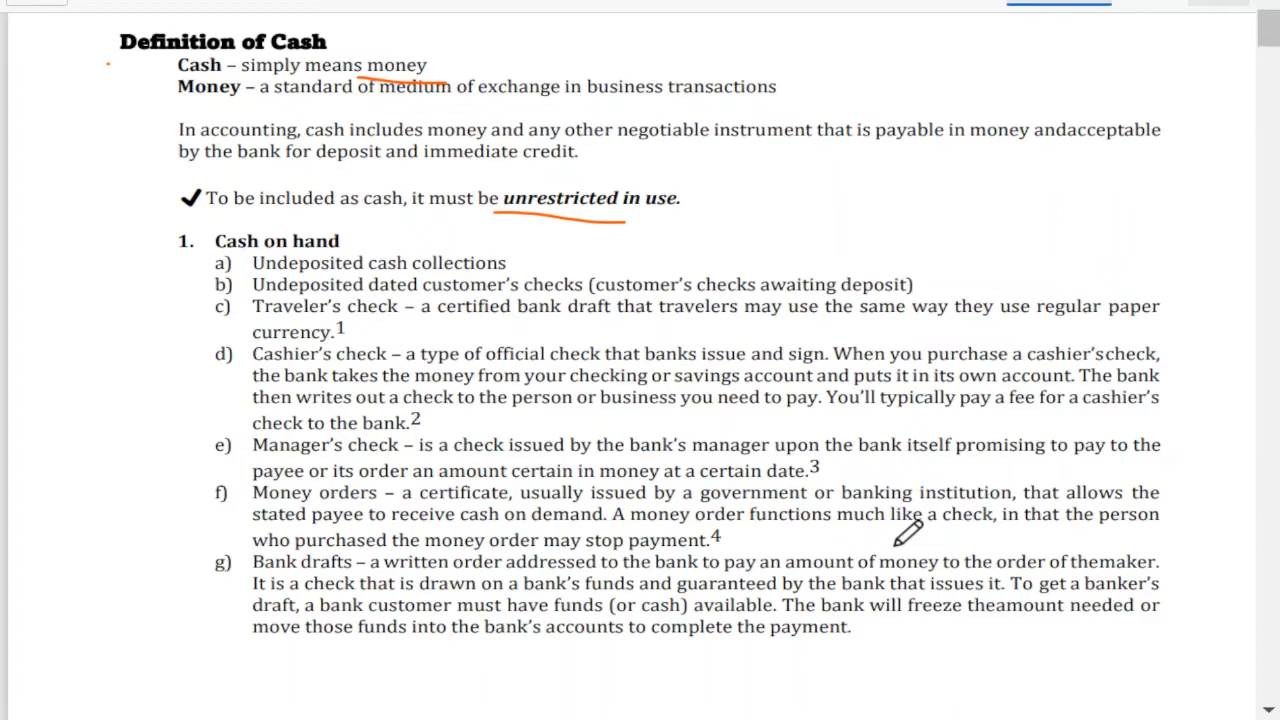 Definition of Cash
Cash – simply means money
Money – a standard of medium of exchange in business transactions
In accounting, cash includes money and any other negotiable instrument that is payable in money andacceptable
by the bank for deposit and immediate credit.
✔ To be included as cash, it must be unrestricted in use.
1. Cash on hand
a) Undeposited cash collections
b) Undeposited dated customer's checks (customer's checks awaiting deposit)
c) Traveler's check – a certified bank draft that travelers may use the same way they use regular paper
currency.1
d) Cashier's check – a type of official check that banks issue and sign. When you purchase a cashier'scheck,
the bank takes the money from your checking or savings account and puts it in its own account. The bank
then writes out a check to the person or business you need to pay. You'll typically pay a fee for a cashier's
check to the bank.2
e) Manager's check – is a check issued by the bank's manager upon the bank itself promising to pay to the
payee or its order an amount certain in money at a certain date.3
f) Money orders – a certificate, usually issued by a government or banking institution, that allows the
stated payee to receive cash on demand. A money order functions much like a check, in that the person
who purchased the money order may stop payment.4
g) Bank drafts – a written order addressed to the bank to pay an amount of money to the order of themaker.
It is a check that is drawn on a bank's funds and guaranteed by the bank that issues it. To get a banker's
draft, a bank customer must have funds (or cash) available. The bank will freeze theamount needed or
move those funds into the bank's accounts to complete the payment.